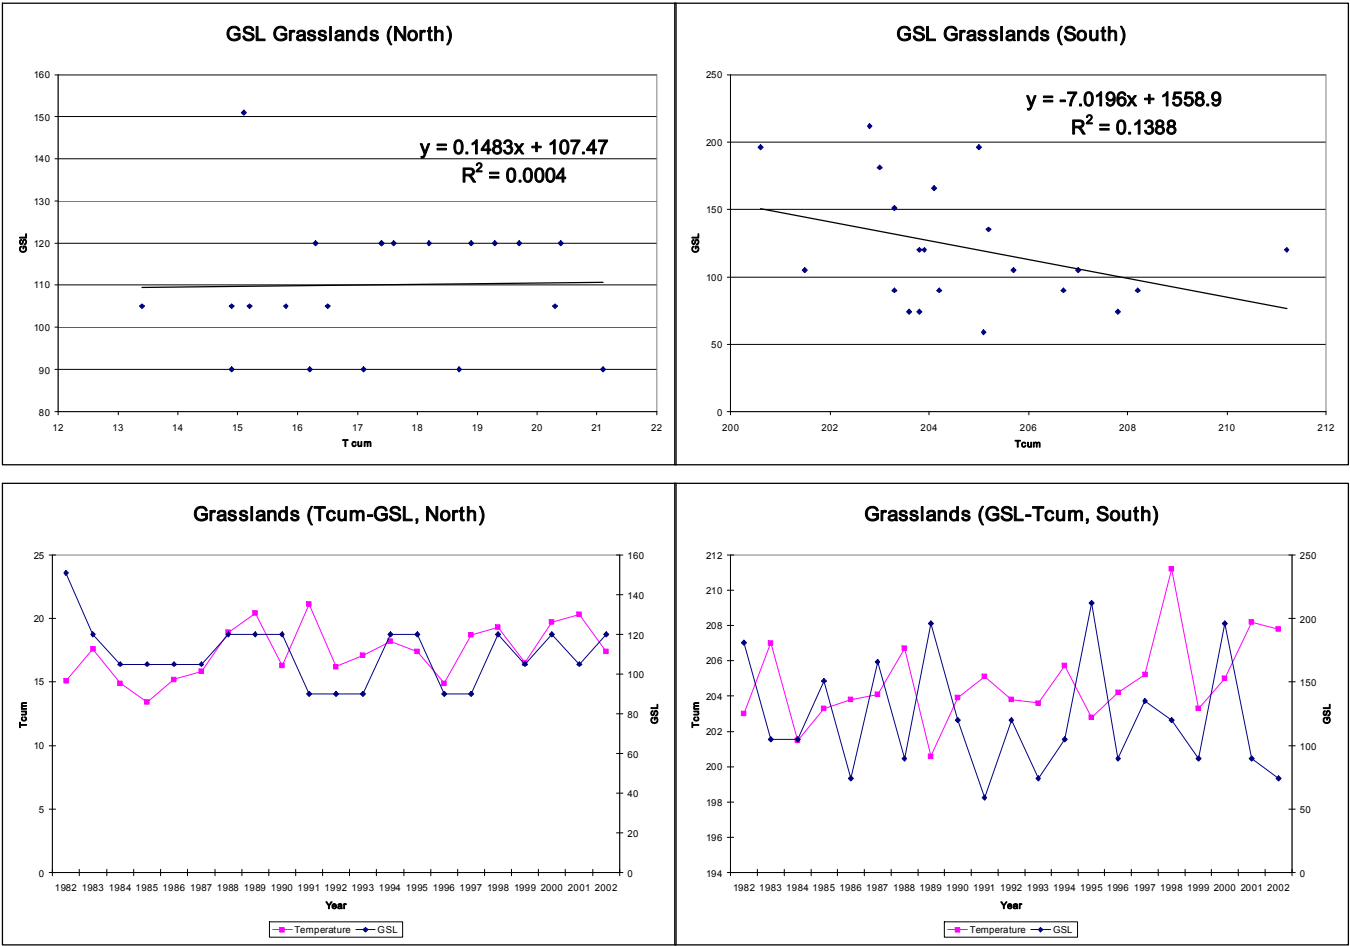 GSL Grasslands (North)
160
150
140
130
120
110
100
90
80
GSL
y = 0.1483x + 107.47
R² = 0.0004
12 13 14 15 16 17 18 19 20 21 22
T cum
GSL Grasslands (South)
250
200
150
100
50
0
GSL
y = -7.0196x + 1558.9
R² = 0.1388
200 202 204 206 208 210 212
Tcum
Grasslands (Tcum-GSL, North)
25
20
15
10
5
0
Tcum
160
140
120
100
80
60
40
20
0
GSL
1982 1983 1984 1985 1986 1987 1988 1989 1990 1991 1992 1993 1994 1995 1996 1997 1998 1999 2000 2001 2002
Year
Temperature GSL
Grasslands (GSL-Tcum, South)
212
210
208
206
204
202
200
198
196
194
Tcum
250
200
150
100
50
0
GSL
1982 1983 1984 1985 1986 1987 1988 1989 1990 1991 1992 1993 1994 1995 1996 1997 1998 1999 2000 2001 2002
Year
Temperature GSL